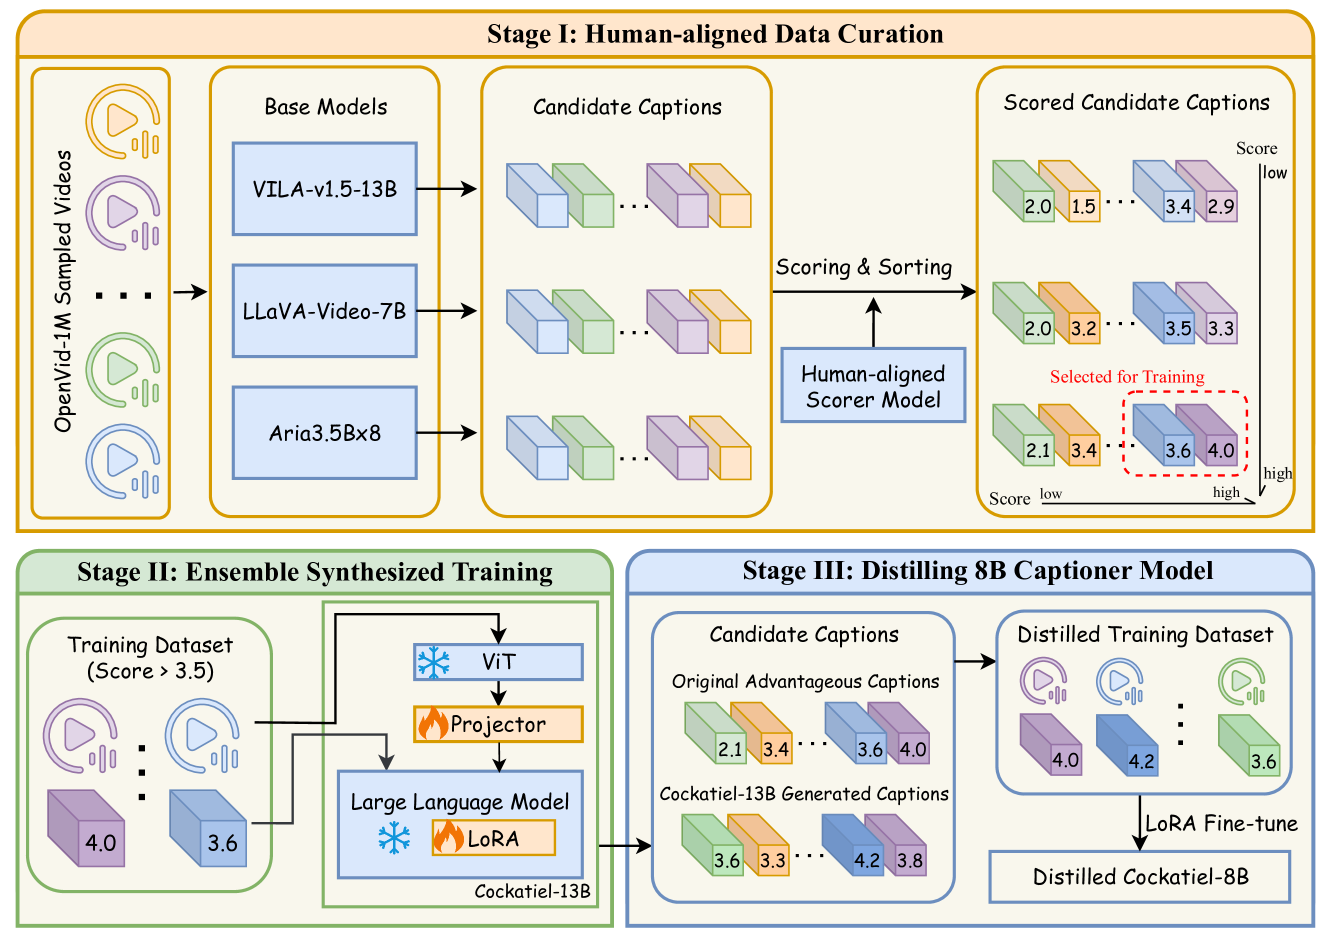 Stage I: Human-aligned Data Curation
OpenVid-1M Sampled Videos
Base Models
VILA-v1.5-13B
LLaVA-Video-7B
Aria3.5Bx8
Candidate Captions
...
...
...
Scoring & Sorting
Human-aligned
Scorer Model
Scored Candidate Captions
Score
low
2.0 1.5 ... 3.4 2.9
2.0 3.2 ... 3.5 3.3
Selected for Training
2.1 3.4 ... 3.6 4.0
high
Score low high
Stage II: Ensemble Synthesized Training
Training Dataset
(Score > 3.5)
4.0 3.6
ViT
Projector
Large Language Model
LoRA
Cockatiel-13B
Stage III: Distilling 8B Captioner Model
Candidate Captions
Original Advantageous Captions
2.1 3.4 ... 3.6 4.0
Cockatiel-13B Generated Captions
3.6 3.3 ... 4.2 3.8
Distilled Training Dataset
4.0 4.2 3.6
LoRA Fine-tune
Distilled Cockatiel-8B